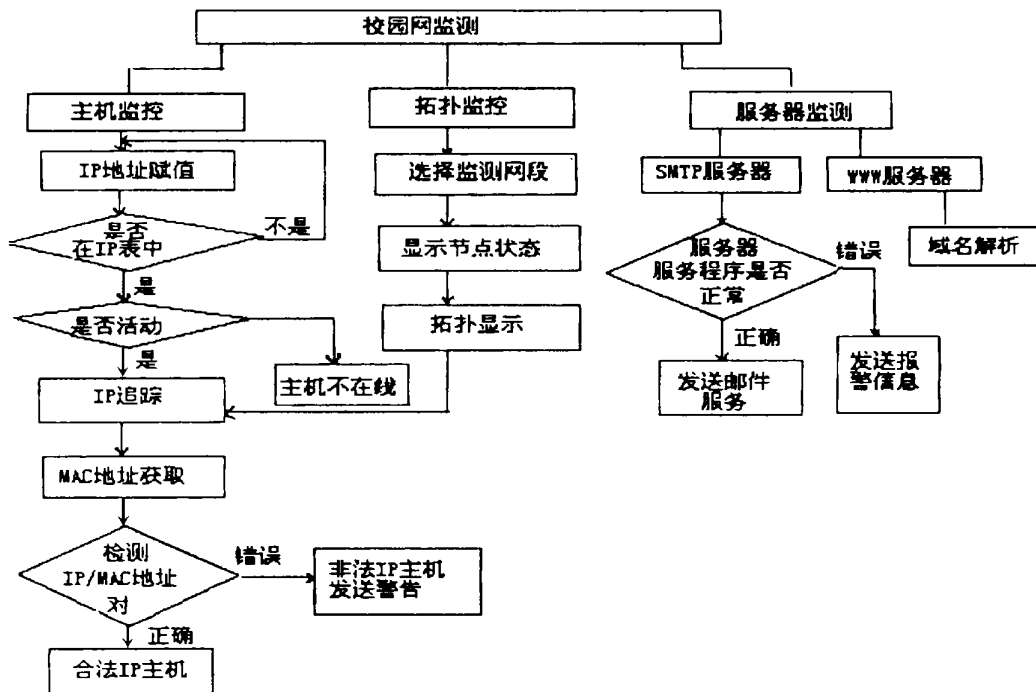 校园网监测
主机监控
拓扑监控
服务器监测
IP地址赋值
选择监测网段
SMTP服务器
WWW服务器
是否
在IP表中
不是
显示节点状态
服务器
服务程序是否
正常
错误
域名解析
是
是否活动
拓扑显示
正确
是
主机不在线
发送邮件
服务
发送报
警信息
IP追踪
MAC地址获取
检测
IP/MAC地址
对
错误
非法IP主机
发送警告
正确
合法IP主机